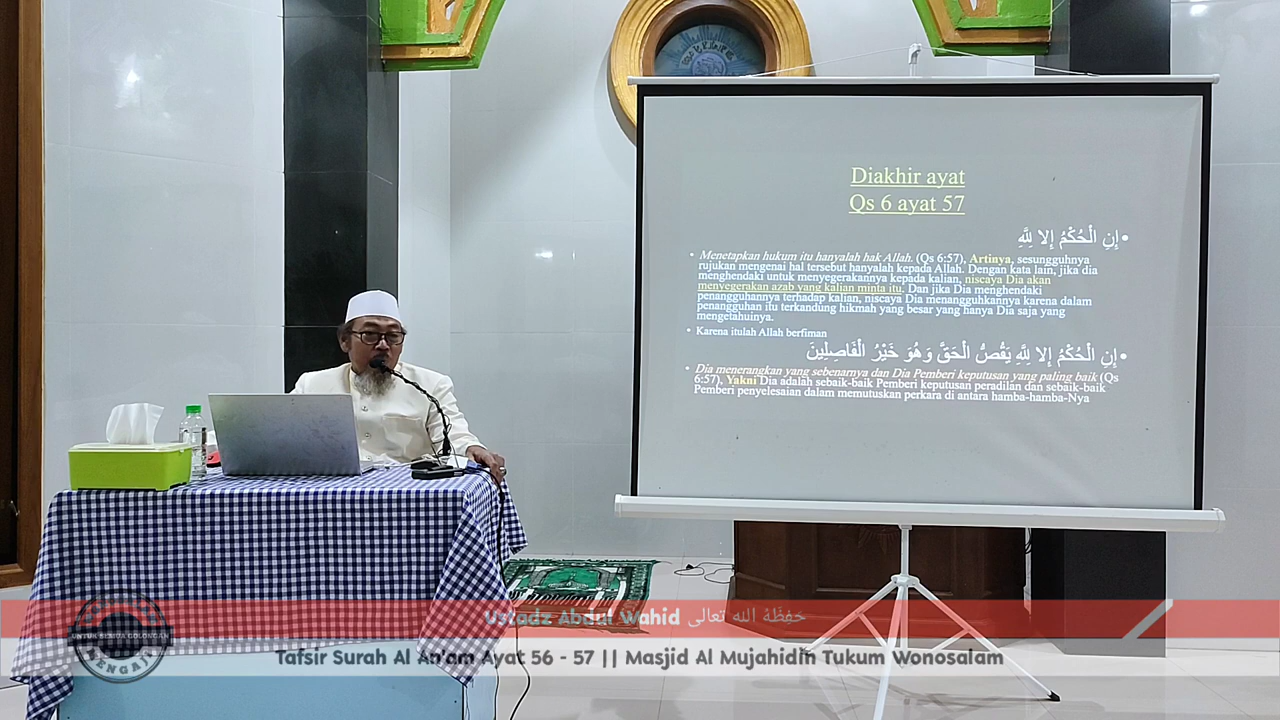 Diakhir ayat
Qs 6 ayat 57
• إِنِ الْحُكْمُ إِلا لِلَّهِ
• Menetapkan hukum itu hanyalah hak Allah. (Qs 6:57), Artinya, sesungguhnya
rujukan mengenai hal tersebut hanyalah kepada Allah. Dengan kata lain, jika dia
menghendaki untuk menyegerakannya kepada kalian, niscaya Dia akan
menyegerakan azab yang kalian minta itu. Dan jika Dia menghendaki
penangguhannya terhadap kalian, niscaya Dia menangguhkannya karena dalam
penangguhan itu terkandung hikmah yang besar yang hanya Dia saja yang
mengetahuinya.
• Karena itulah Allah berfiman
• إِنِ الْحُكْمُ إِلا لِلَّهِ يَقُصُّ الْحَقَّ وَهُوَ خَيْرُ الْفَاصِلِينَ
• Dia menerangkan yang sebenarnya dan Dia Pemberi keputusan yang paling baik (Qs
6:57), Yakni Dia adalah sebaik-baik Pemberi keputusan peradilan dan sebaik-baik
Pemberi penyelesaian dalam memutuskan perkara di antara hamba-hamba-Nya
Ustadz Abdul Wahid حَفِظَهُ الله تعالى
UNTUK SEMUA GOLONGAN
NGAJI
Tafsir Surah Al An'am Ayat 56 - 57 || Masjid Al Mujahidin Tukum Wonosalam